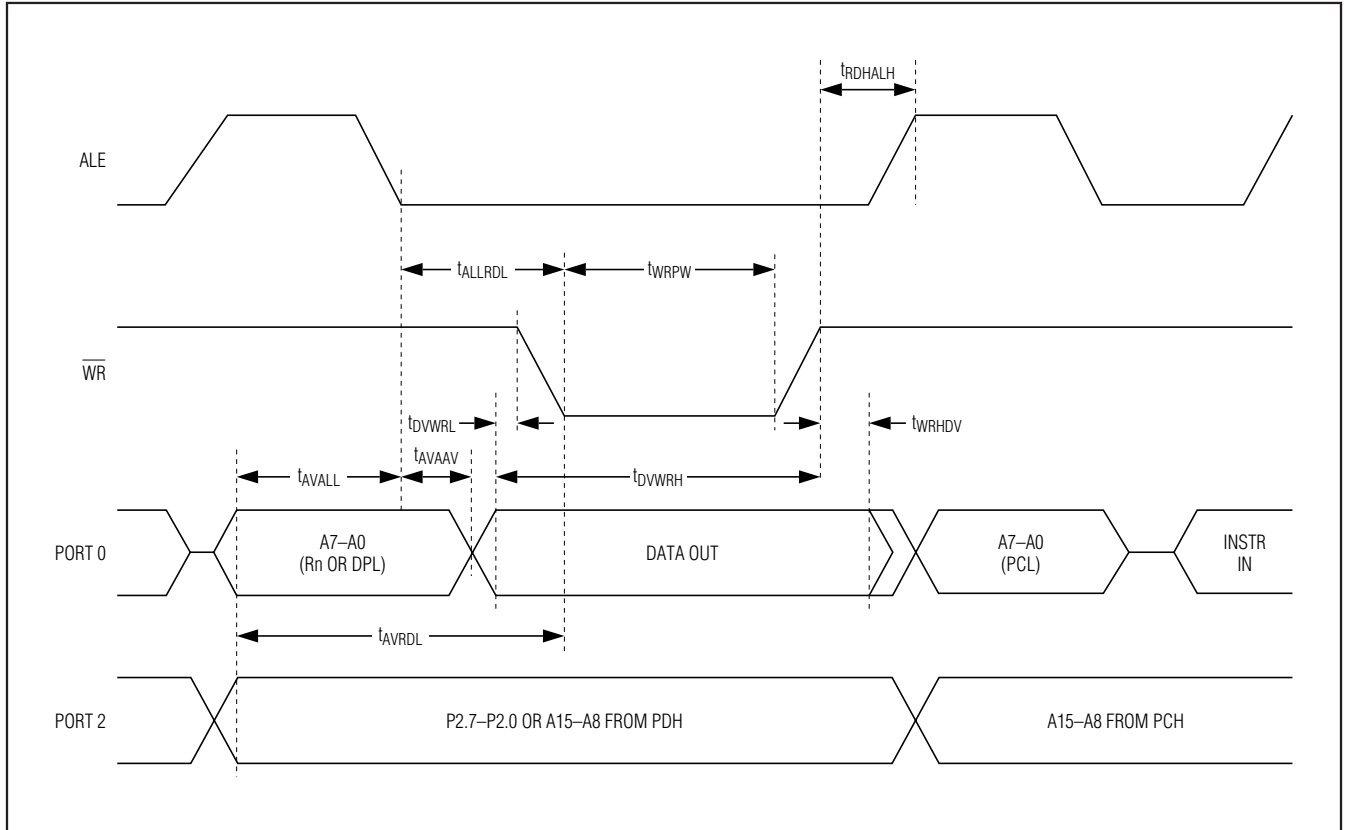 tRDHALH
ALE
tALLRDL
tWRPW
WR
tDVWRL
tWRHDV
tAVAAV
tAVALL
tDVWRH
PORT 0
A7–A0
(Rn OR DPL)
DATA OUT
A7–A0
(PCL)
INSTR
IN
tAVRDL
PORT 2
P2.7–P2.0 OR A15–A8 FROM PDH
A15–A8 FROM PCH